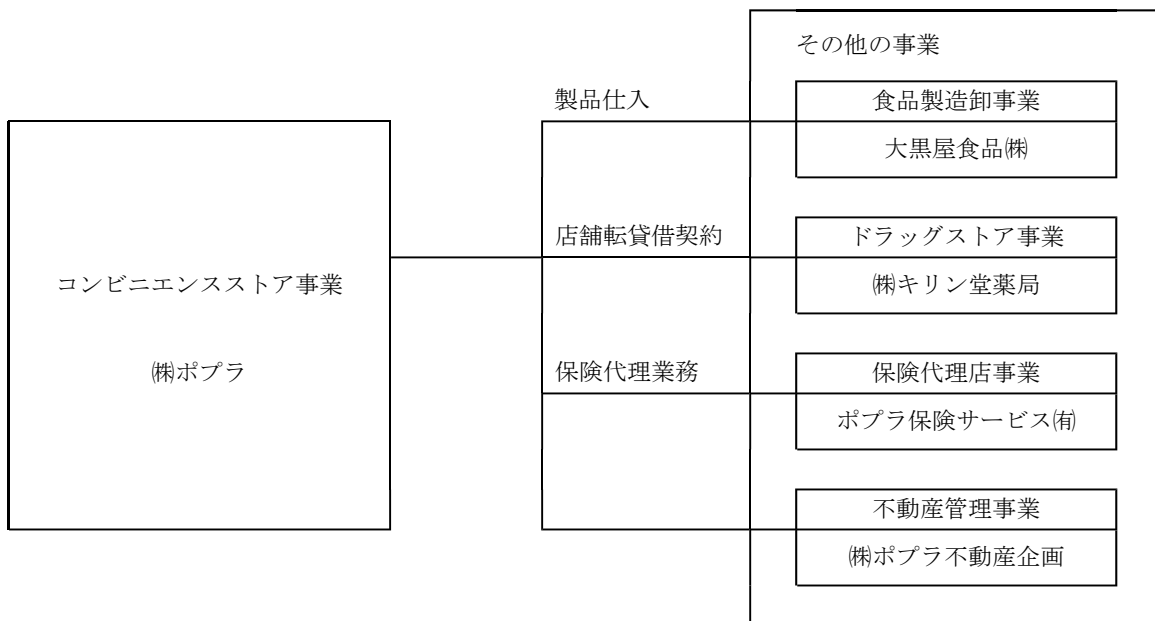 その他の事業
製品仕入
食品製造卸事業
大黒屋食品㈱
店舗転貸借契約
ドラッグストア事業
㈱キリン堂薬局
コンビニエンスストア事業
㈱ポプラ
保険代理業務
保険代理店事業
ポプラ保険サービス㈲
不動産管理事業
㈱ポプラ不動産企画